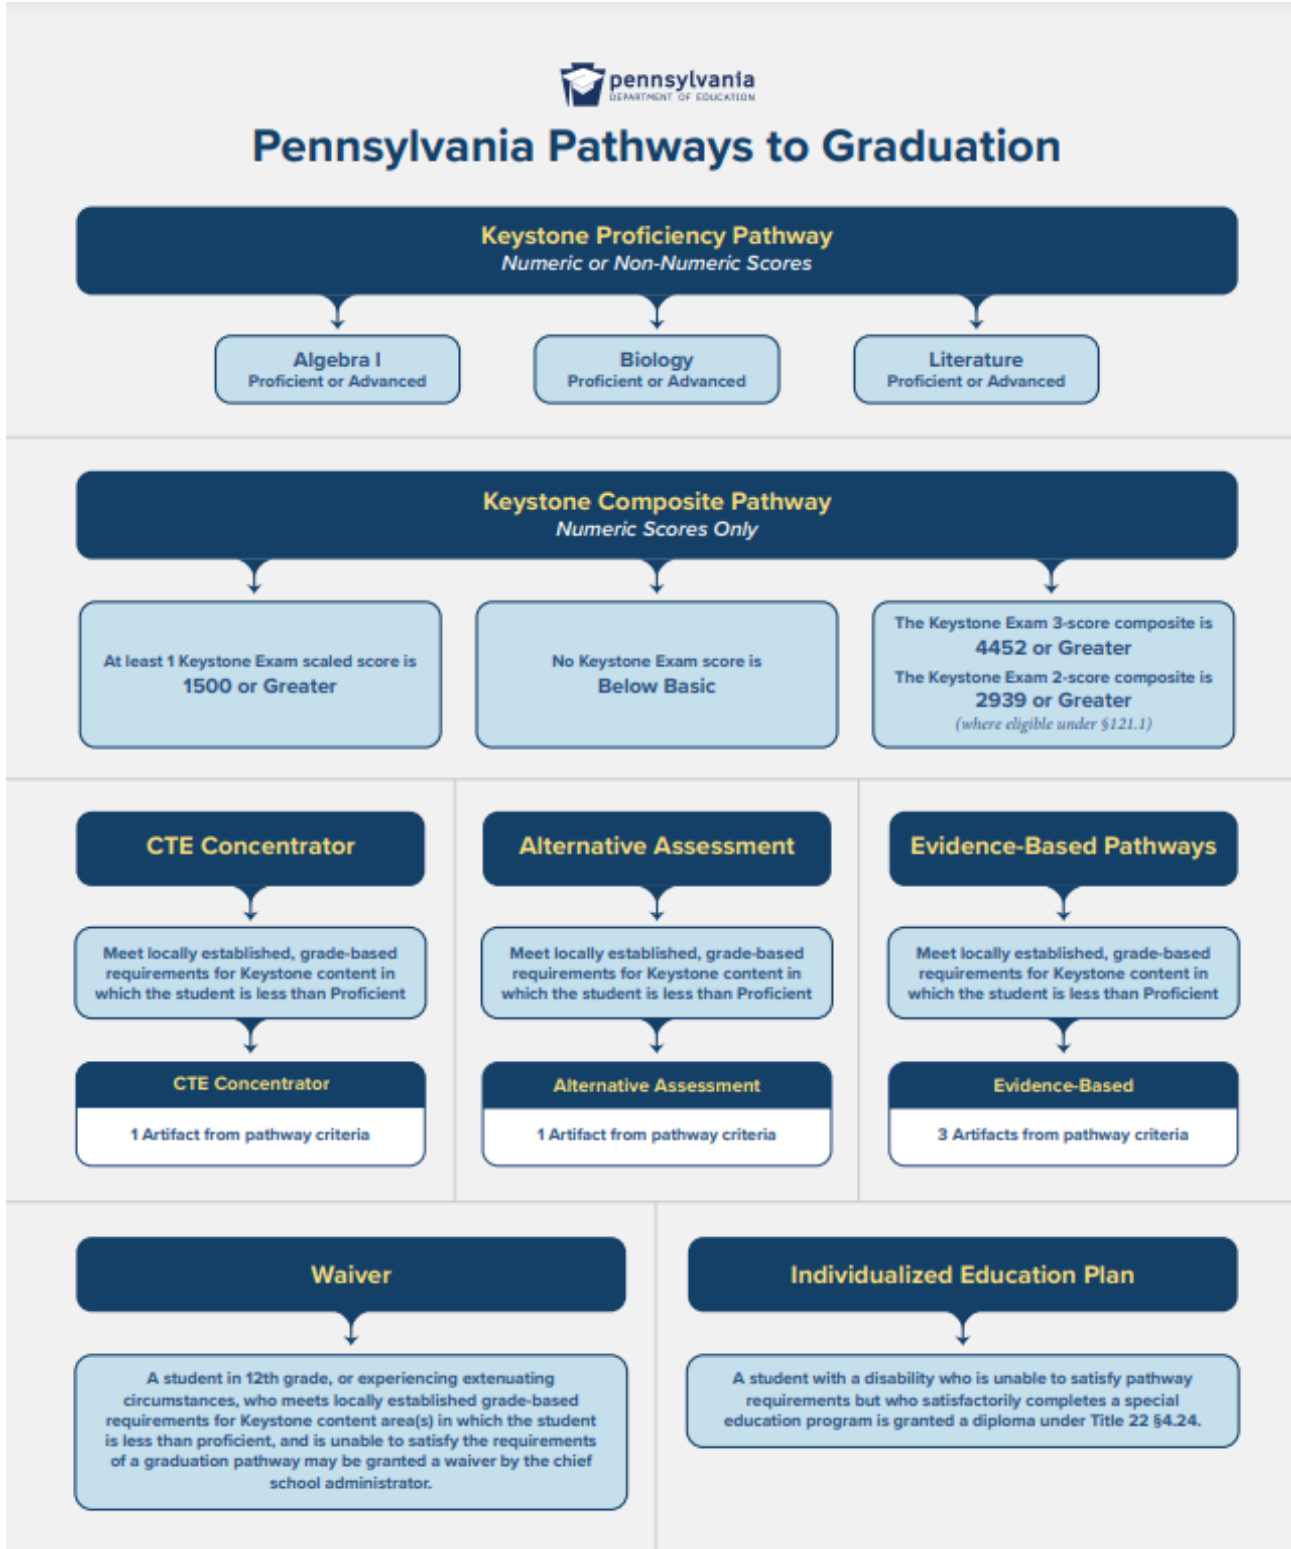 pennsylvania
DEPARTMENT OF EDUCATION
Pennsylvania Pathways to Graduation
Keystone Proficiency Pathway
Numeric or Non-Numeric Scores
Algebra I
Proficient or Advanced
Biology
Proficient or Advanced
Literature
Proficient or Advanced
Keystone Composite Pathway
Numeric Scores Only
At least 1 Keystone Exam scaled score is
1500 or Greater
No Keystone Exam score is
Below Basic
The Keystone Exam 3-score composite is
4452 or Greater
The Keystone Exam 2-score composite is
2939 or Greater
(where eligible under §121.1)
CTE Concentrator
Meet locally established, grade-based
requirements for Keystone content in
which the student is less than Proficient
CTE Concentrator
1 Artifact from pathway criteria
Alternative Assessment
Meet locally established, grade-based
requirements for Keystone content in
which the student is less than Proficient
Alternative Assessment
1 Artifact from pathway criteria
Evidence-Based Pathways
Meet locally established, grade-based
requirements for Keystone content in
which the student is less than Proficient
Evidence-Based
3 Artifacts from pathway criteria
Waiver
A student in 12th grade, or experiencing extenuating
circumstances, who meets locally established grade-based
requirements for Keystone content area(s) in which the student
is less than proficient, and is unable to satisfy the requirements
of a graduation pathway may be granted a waiver by the chief
school administrator.
Individualized Education Plan
A student with a disability who is unable to satisfy pathway
requirements but who satisfactorily completes a special
education program is granted a diploma under Title 22 §4.24.